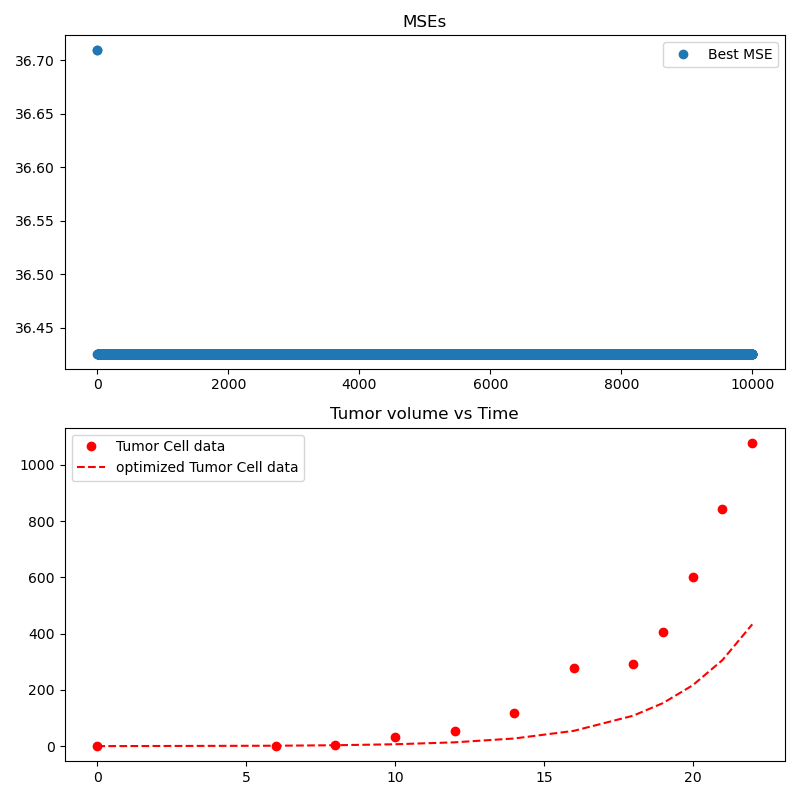 MSEs
Best MSE
36.70
36.65
36.60
36.55
36.50
36.45
0 2000 4000 6000 8000 10000
Tumor volume vs Time
Tumor Cell data
optimized Tumor Cell data
1000
800
600
400
200
0
0 5 10 15 20